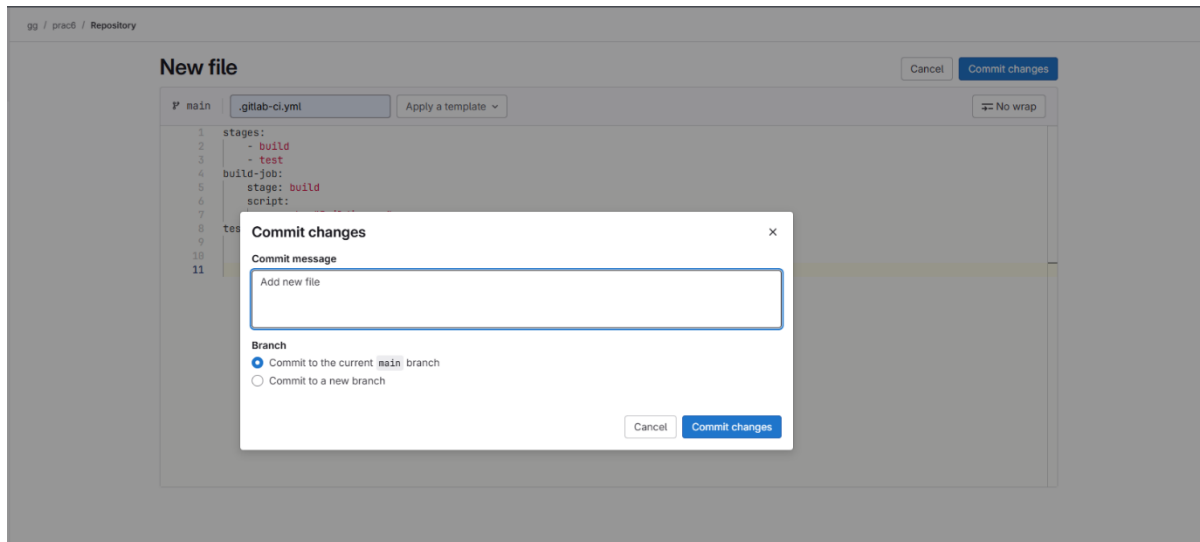 gg / prac6 / Repository
New file
Cancel
Commit changes
main
.gitlab-ci.yml
Apply a template
No wrap
1 stages:
2 - build
3 - test
4 build-job:
5 stage: build
6 script:
7
8 tes
9
10
11
Commit changes
Commit message
Add new file
Branch
Commit to the current main branch
Commit to a new branch
Cancel
Commit changes